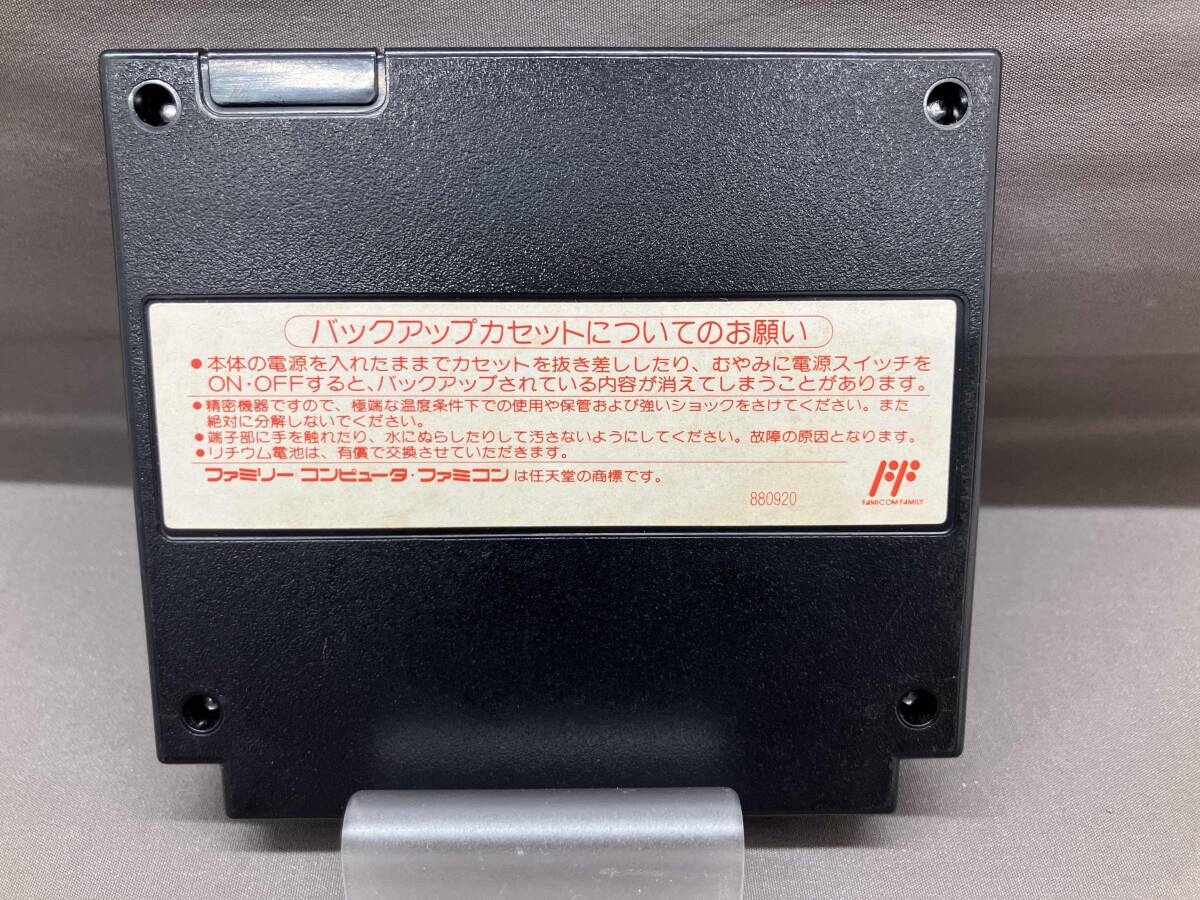 バックアップカセットについてのお願い
●本体の電源を入れたままでカセットを抜き差ししたり、むやみに電源スイッチを
ON・OFFすると、バックアップされている内容が消えてしまうことがあります。
●精密機器ですので、極端な温度条件下での使用や保管および強いショックをさけてください。また
絶対に分解しないでください。
●端子部に手を触れたり、水にぬらしたりして汚さないようにしてください。故障の原因となります。
●リチウム電池は、有償で交換させていただきます。
ファミリー コンピュータ・ファミコン は任天堂の商標です。
880920
FAMICOM FAMILY